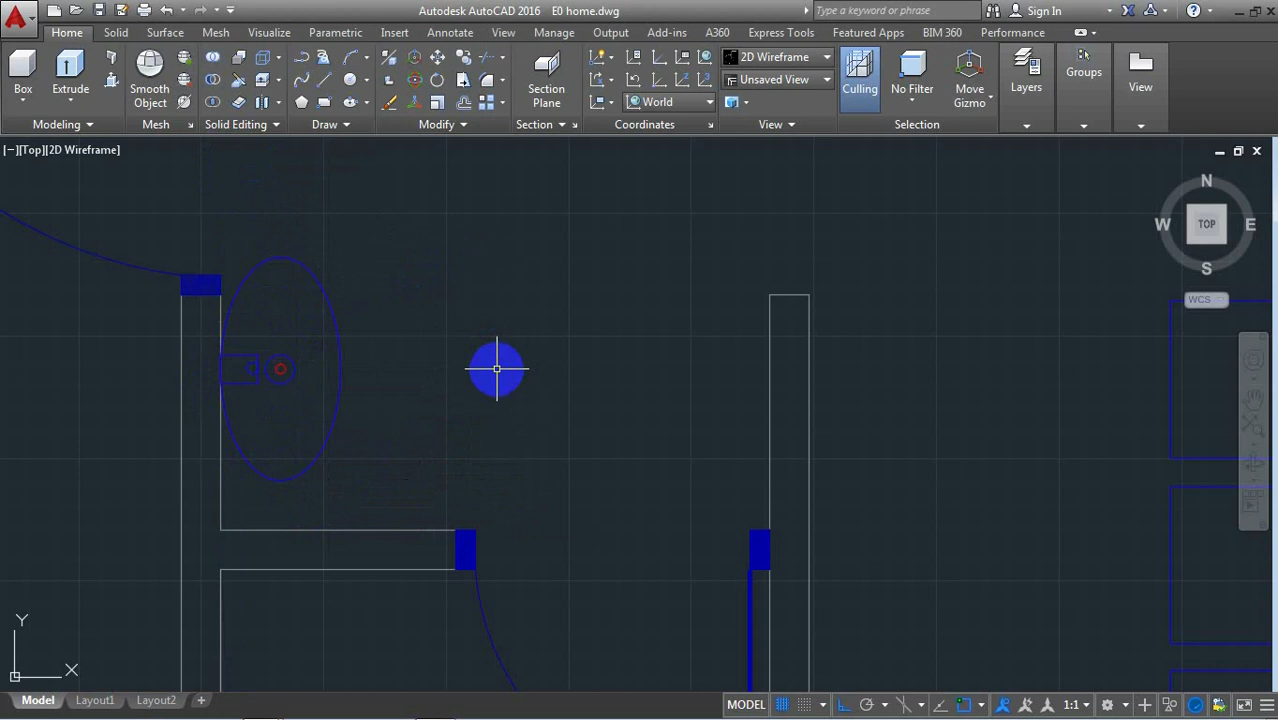 Autodesk AutoCAD 2016 E0 home.dwg
Type a keyword or phrase
Sign In
Home Solid Surface Mesh Visualize Parametric Insert Annotate View Manage Output Add-ins A360 Express Tools Featured Apps BIM 360 Performance
Box
Extrude
Smooth
Object
Section
Plane
2D Wireframe
Unsaved View
World
Culling
No Filter
Move
Gizmo
Layers
Groups
View
Modeling
Mesh
Solid Editing
Draw
Modify
Section
Coordinates
View
Selection
[−][Top][2D Wireframe]
N
W
TOP
E
S
WCS
Y
X
Model Layout1 Layout2 +
MODEL
1:1